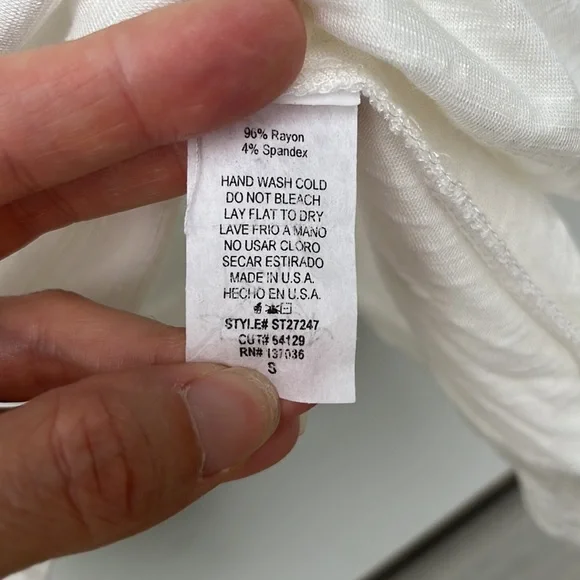 96% Rayon
4% Spandex
HAND WASH COLD
DO NOT BLEACH
LAY FLAT TO DRY
LAVE FRIO A MANO
NO USAR CLORO
SECAR ESTIRADO
MADE IN U.S.A.
HECHO EN U.S.A.
STYLE# ST27247
CUT# 54129
RN# 137036
S